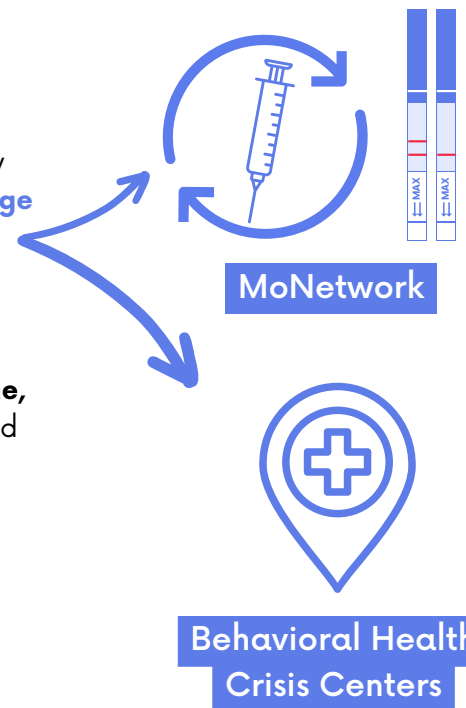 ge
MAX
MAX
MoNetwork
e,
d
Behavioral Health
Crisis Centers